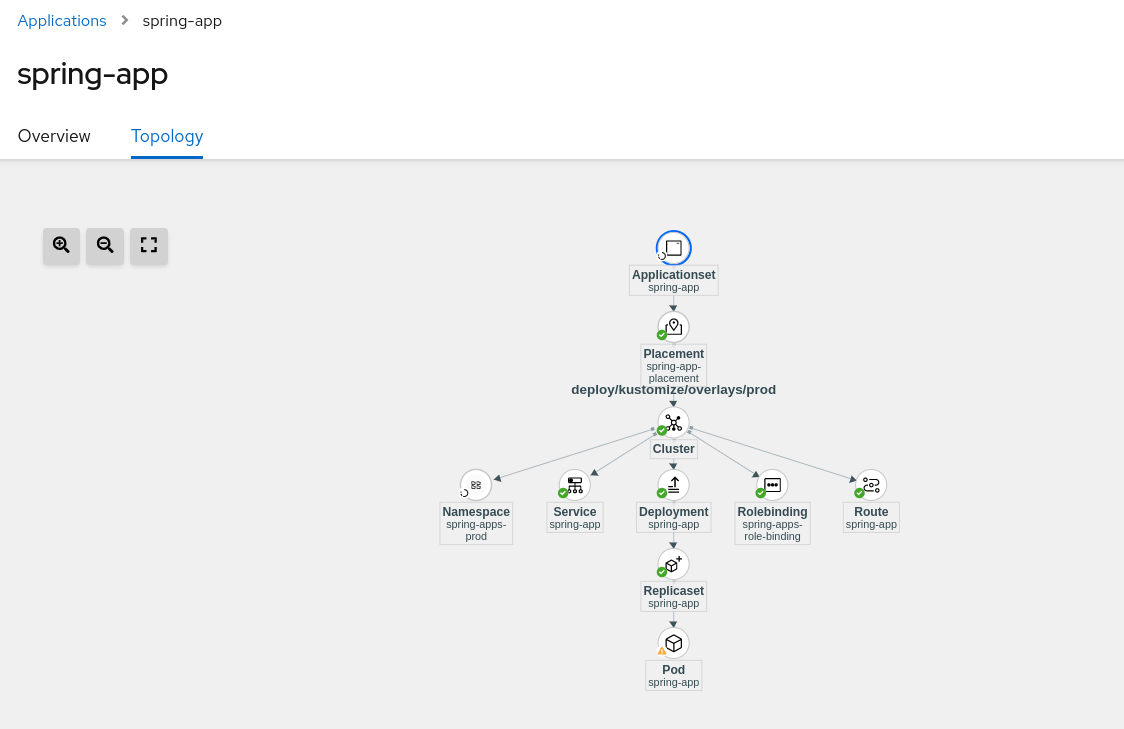 Applications > spring-app
spring-app
Overview Topology
Applicationset
spring-app
Placement
spring-app-
placement
deploy/kustomize/overlays/prod
Cluster
Namespace
spring-apps-
prod
Service
spring-app
Deployment
spring-app
Rolebinding
spring-apps-
role-binding
Route
spring-app
Replicaset
spring-app
Pod
spring-app